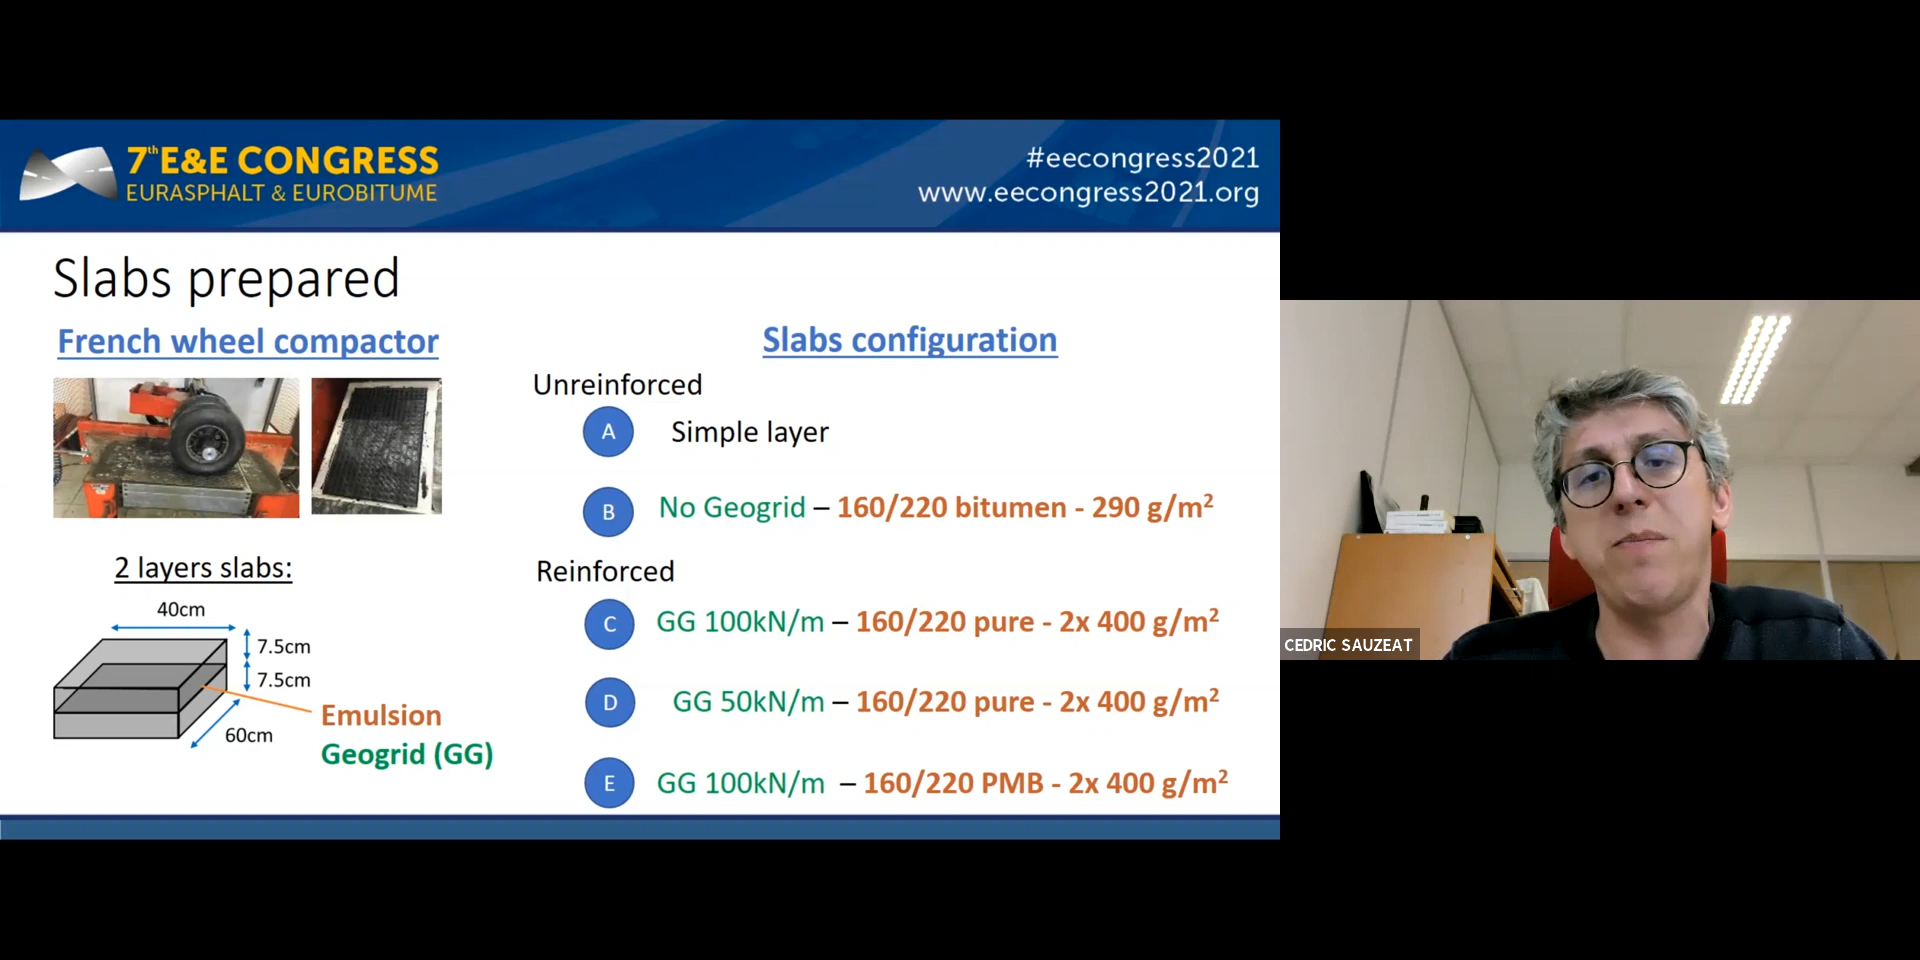 7th E&E CONGRESS
EURASPHALT & EUROBITUME
#eecongress2021
www.eecongress2021.org
Slabs prepared
French wheel compactor
2 layers slabs:
40cm
7.5cm
7.5cm
60cm
Emulsion
Geogrid (GG)
Slabs configuration
Unreinforced
A Simple layer
B No Geogrid – 160/220 bitumen - 290 g/m²
Reinforced
C GG 100kN/m – 160/220 pure - 2x 400 g/m²
D GG 50kN/m – 160/220 pure - 2x 400 g/m²
E GG 100kN/m – 160/220 PMB - 2x 400 g/m²
CEDRIC SAUZEAT